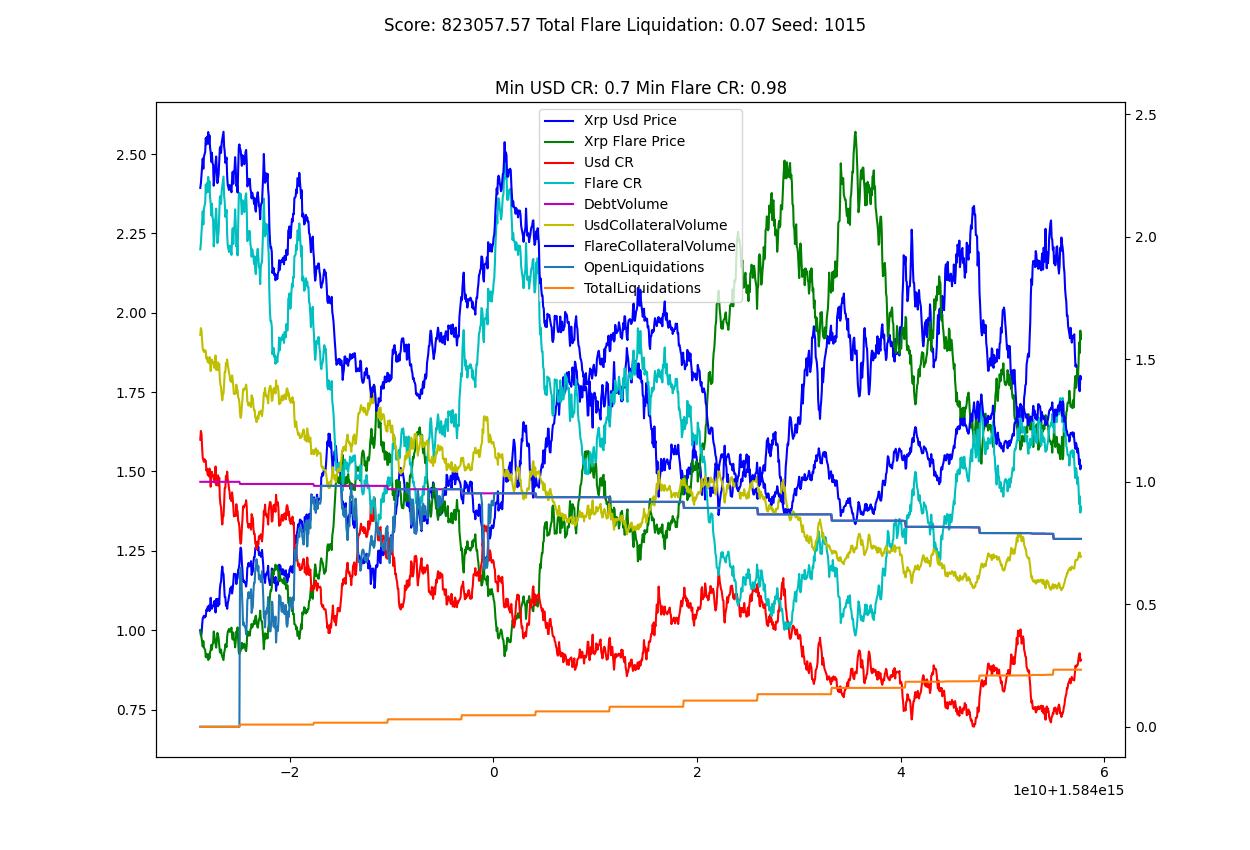 Score: 823057.57 Total Flare Liquidation: 0.07 Seed: 1015
Min USD CR: 0.7 Min Flare CR: 0.98
Xrp Usd Price
Xrp Flare Price
Usd CR
Flare CR
DebtVolume
UsdCollateralVolume
FlareCollateralVolume
OpenLiquidations
TotalLiquidations
2.50
2.25
2.00
1.75
1.50
1.25
1.00
0.75
2.5
2.0
1.5
1.0
0.5
0.0
−2 0 2 4 6
1e10+1.584e15